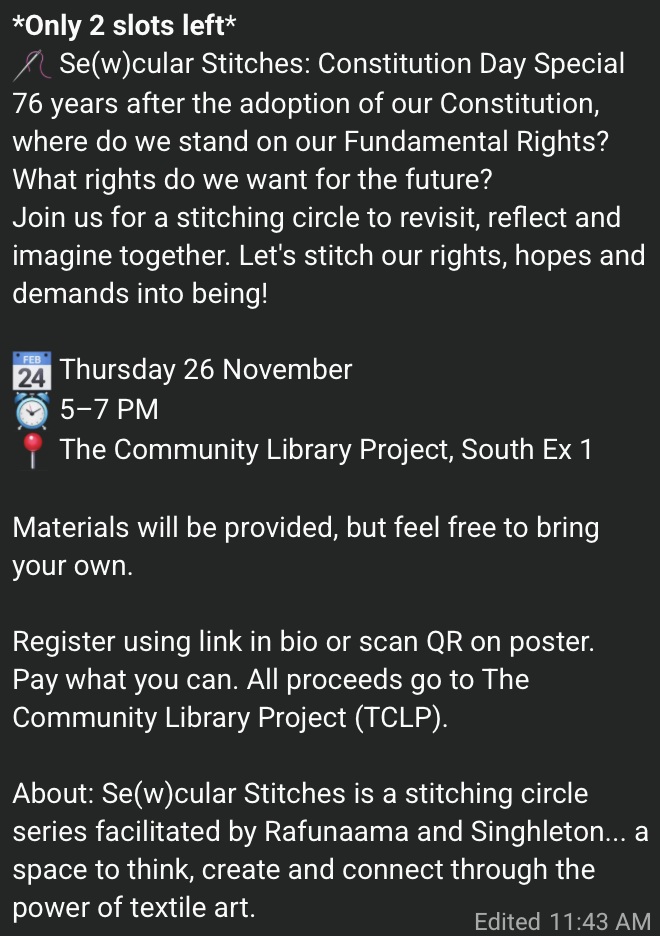 *Only 2 slots left*
🪡 Se(w)cular Stitches: Constitution Day Special
76 years after the adoption of our Constitution,
where do we stand on our Fundamental Rights?
What rights do we want for the future?
Join us for a stitching circle to revisit, reflect and
imagine together. Let's stitch our rights, hopes and
demands into being!
📆 Thursday 26 November
⏰ 5–7 PM
📍 The Community Library Project, South Ex 1
Materials will be provided, but feel free to bring
your own.
Register using link in bio or scan QR on poster.
Pay what you can. All proceeds go to The
Community Library Project (TCLP).
About: Se(w)cular Stitches is a stitching circle
series facilitated by Rafunaama and Singhleton... a
space to think, create and connect through the
power of textile art.
Edited 11:43 AM